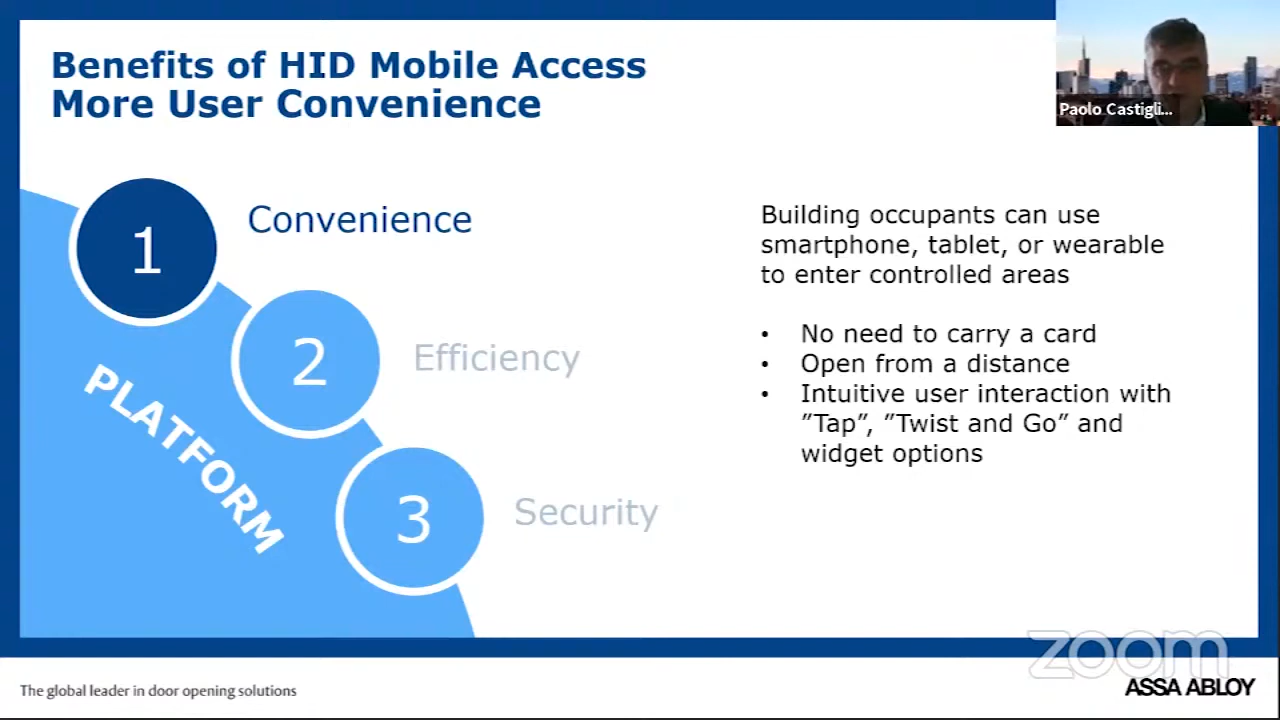 Benefits of HID Mobile Access
More User Convenience
Paolo Castigli...
1
Convenience
2
Efficiency
3
Security
PLATFORM
Building occupants can use
smartphone, tablet, or wearable
to enter controlled areas
• No need to carry a card
• Open from a distance
• Intuitive user interaction with
”Tap”, ”Twist and Go” and
widget options
zoom
The global leader in door opening solutions
ASSA ABLOY